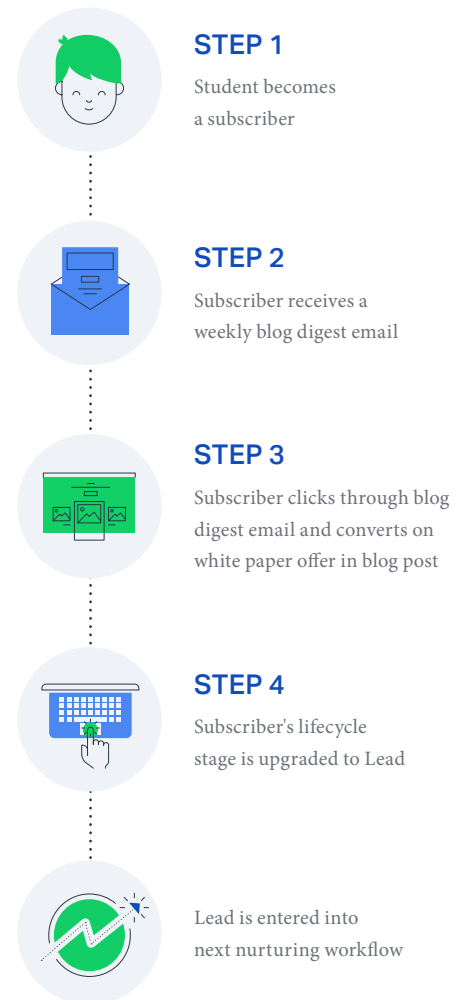 STEP 1
Student becomes
a subscriber
STEP 2
Subscriber receives a
weekly blog digest email
STEP 3
Subscriber clicks through blog
digest email and converts on
white paper offer in blog post
STEP 4
Subscriber's lifecycle
stage is upgraded to Lead
Lead is entered into
next nurturing workflow